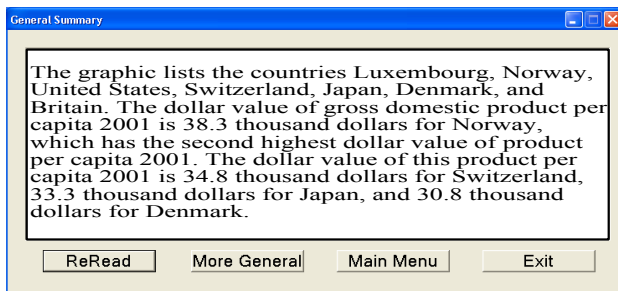 General Summary
The graphic lists the countries Luxembourg, Norway,
United States, Switzerland, Japan, Denmark, and
Britain. The dollar value of gross domestic product per
capita 2001 is 38.3 thousand dollars for Norway,
which has the second highest dollar value of product
per capita 2001. The dollar value of this product per
capita 2001 is 34.8 thousand dollars for Switzerland,
33.3 thousand dollars for Japan, and 30.8 thousand
dollars for Denmark.
ReRead More General Main Menu Exit